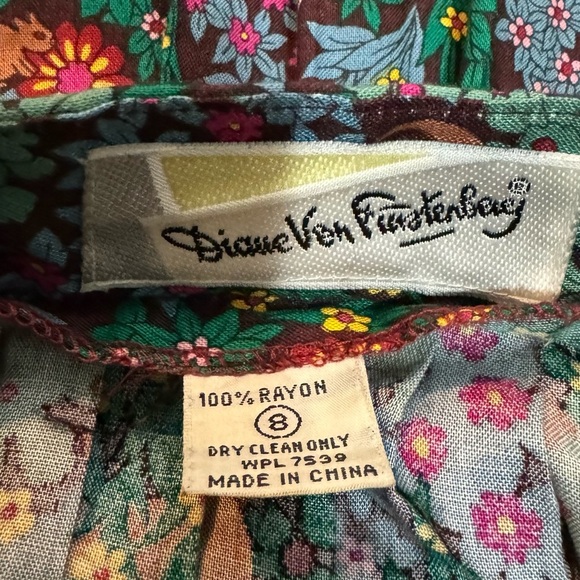 Diane Von Furstenberg
100% RAYON
8
DRY CLEAN ONLY
WPL 7539
MADE IN CHINA